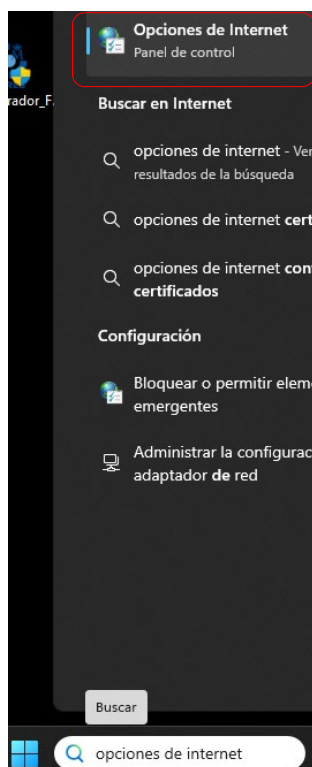 Opciones de Internet
Panel de control
rador_F.
Buscar en Internet
opciones de internet - Ver
resultados de la búsqueda
opciones de internet cert
opciones de internet con
certificados
Configuración
Bloquear o permitir eleme
emergentes
Administrar la configurac
adaptador de red
Buscar
opciones de internet